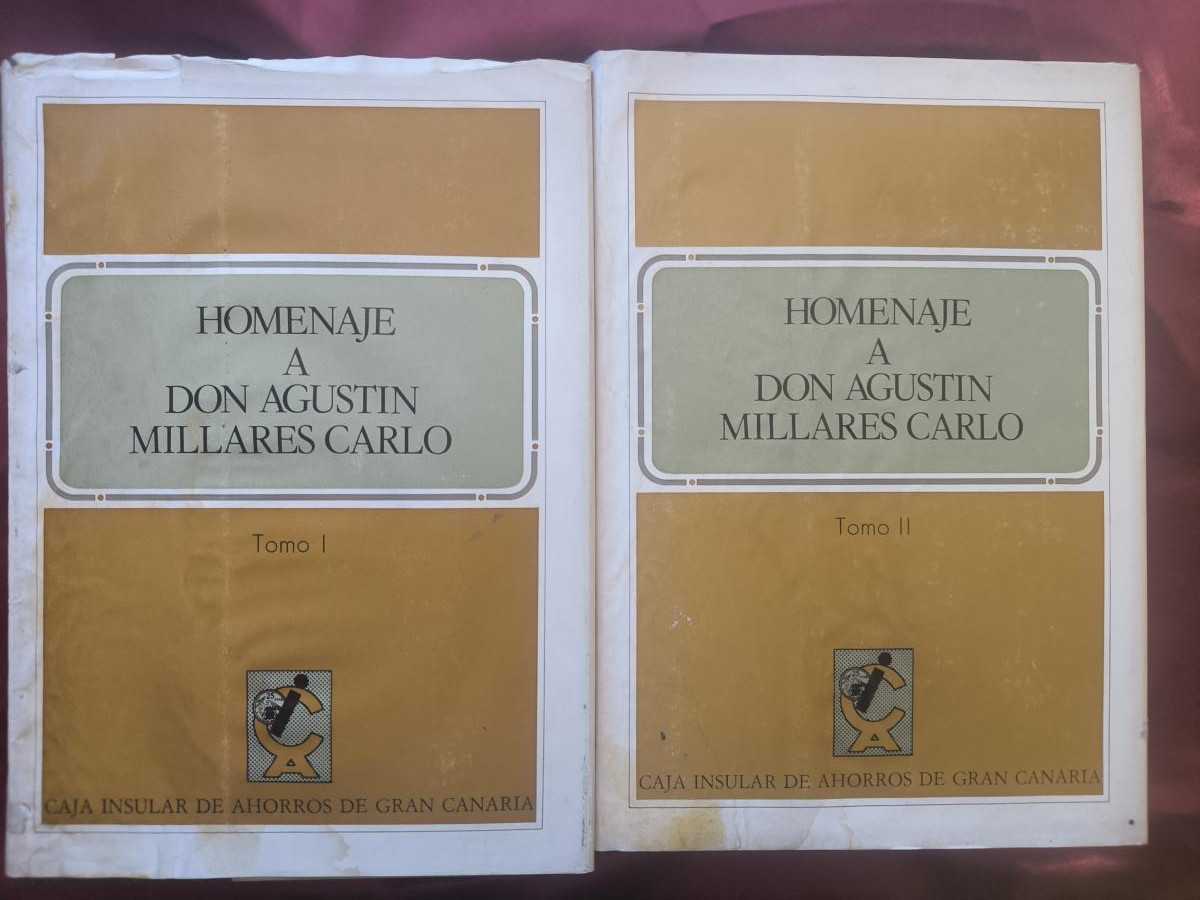 HOMENAJE
A
DON AGUSTIN
MILLARES CARLO
Tomo I
CAJA INSULAR DE AHORROS DE GRAN CANARIA
HOMENAJE
A
DON AGUSTIN
MILLARES CARLO
Tomo II
CAJA INSULAR DE AHORROS DE GRAN CANARIA